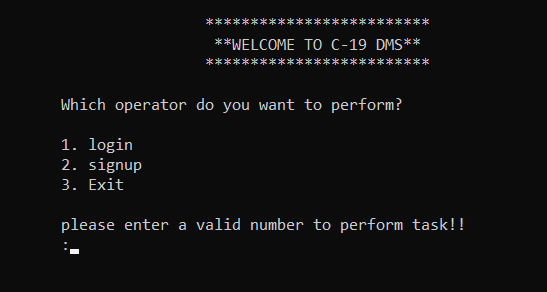 *************************
**WELCOME TO C-19 DMS**
*************************
Which operator do you want to perform?
1. login
2. signup
3. Exit
please enter a valid number to perform task!!
: